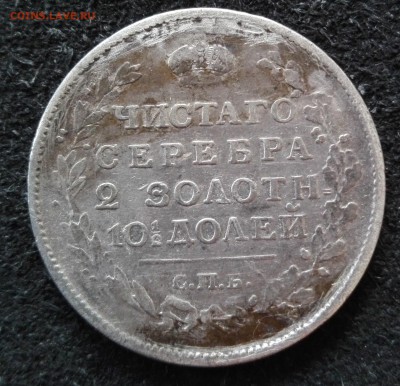 COINS.LAVE.RU
ЧИСТАГО
СЕРЕБРА
2 ЗОЛОТН=
10½ ДОЛЕЙ
С.П.Б.